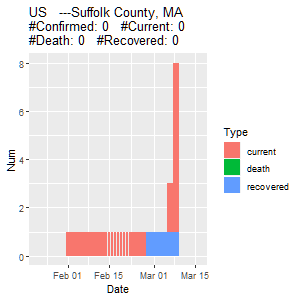 US   ---Suffolk County, MA
#Confirmed: 0   #Current: 0
#Death: 0   #Recovered: 0
8
6
4
2
0
Num
Feb 01   Feb 15   Mar 01   Mar 15
Date
Type
current
death
recovered